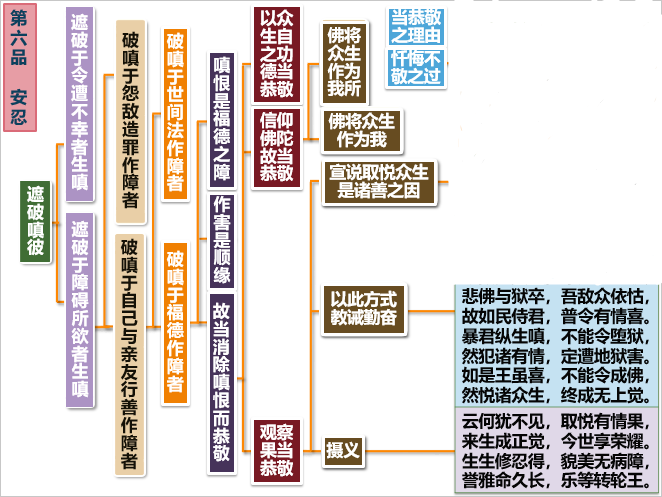 第六品 安忍
遮破嗔彼
遮破于令遭不幸者生嗔
遮破于障碍所欲者生嗔
破嗔于怨敌造罪作障者
破嗔于自己与亲友行善作障者
破嗔于世间法作障者
破嗔于福德作障者
嗔恨是福德之障
作害是顺缘
故当消除嗔恨而恭敬
以众
生自
之功
德当
恭敬
信仰
佛陀
故当
恭敬
观察
果当
恭敬
佛将
众生
作为
我所
佛将众生
作为我
宣说取悦众生
是诸善之因
以此方式
教诫勤奋
摄义
当恭敬
之理由
忏悔不
敬之过
悲佛与狱卒，吾敌众依怙，
故如民侍君，普令有情喜。
暴君纵生嗔，不能令堕狱，
然犯诸有情，定遭地狱害。
如是王虽喜，不能令成佛，
然悦诸众生，终成无上觉。
云何犹不见，取悦有情果，
来生成正觉，今世享荣耀。
生生修忍得，貌美无病障，
誉雅命久长，乐等转轮王。